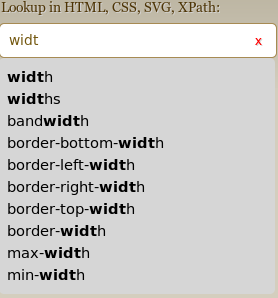 Lookup in HTML, CSS, SVG, XPath:
widt x
width
widths
bandwidth
border-bottom-width
border-left-width
border-right-width
border-top-width
border-width
max-width
min-width